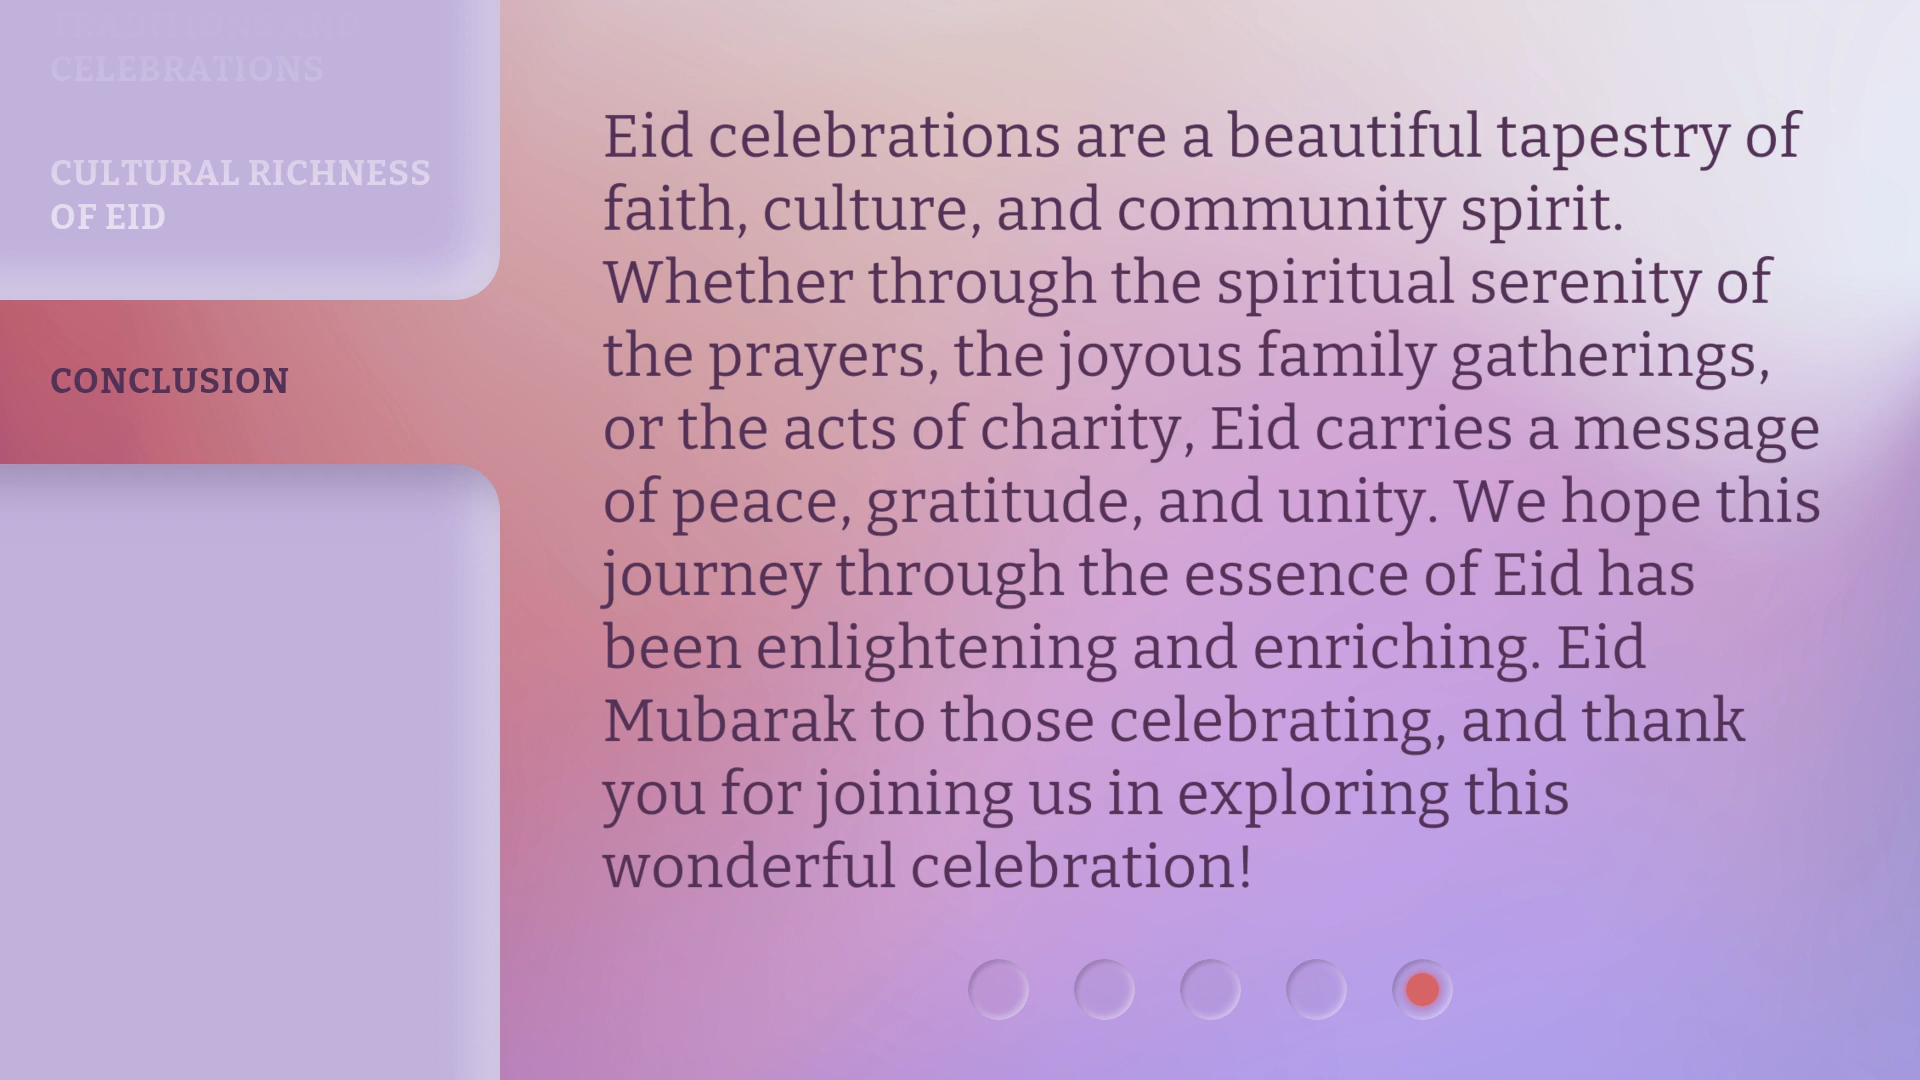 TRADITIONS AND
CELEBRATIONS
CULTURAL RICHNESS
OF EID
CONCLUSION
Eid celebrations are a beautiful tapestry of
faith, culture, and community spirit.
Whether through the spiritual serenity of
the prayers, the joyous family gatherings,
or the acts of charity, Eid carries a message
of peace, gratitude, and unity. We hope this
journey through the essence of Eid has
been enlightening and enriching. Eid
Mubarak to those celebrating, and thank
you for joining us in exploring this
wonderful celebration!